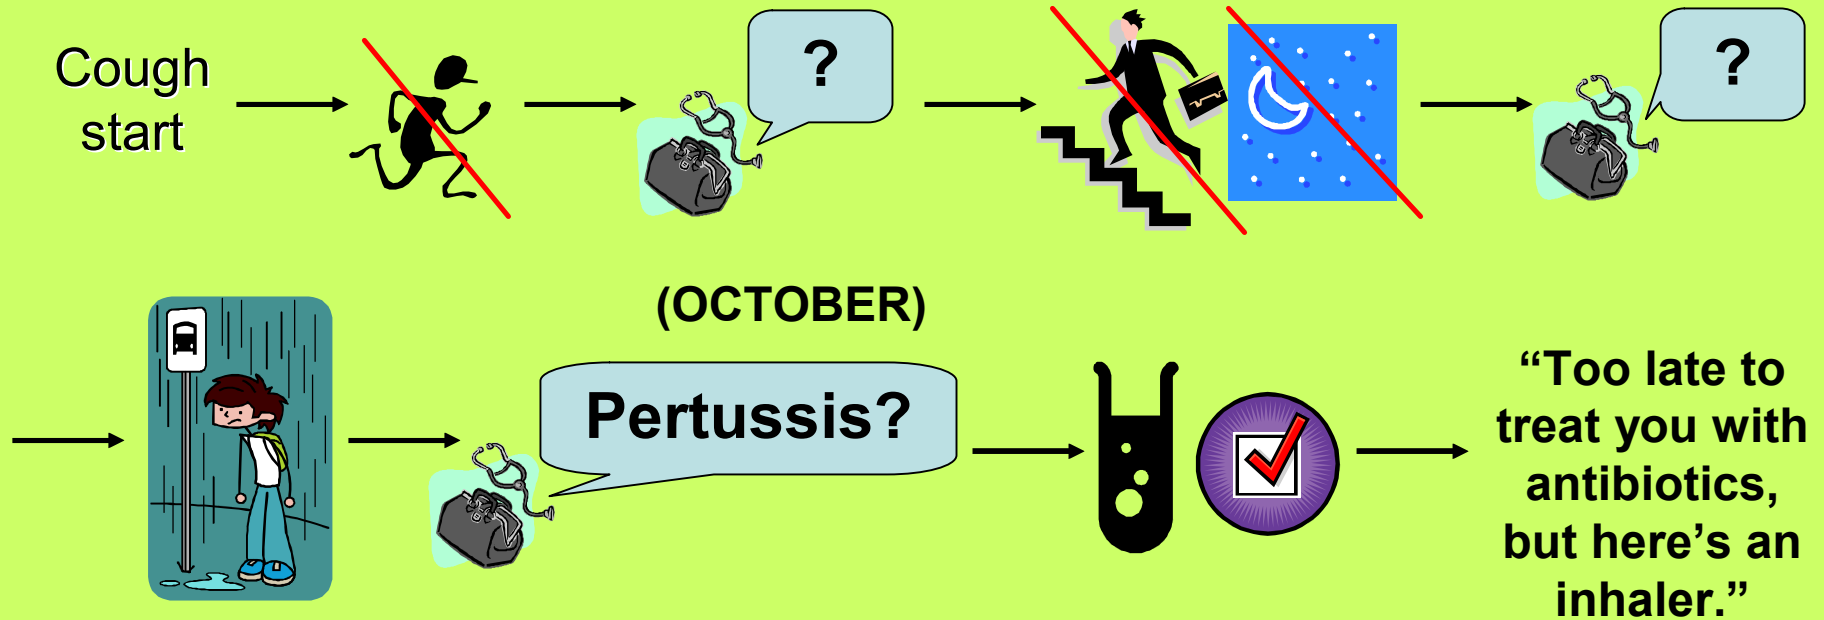 Cough
start
?
?
(OCTOBER)
Pertussis?
“Too late to
treat you with
antibiotics,
but here’s an
inhaler.”